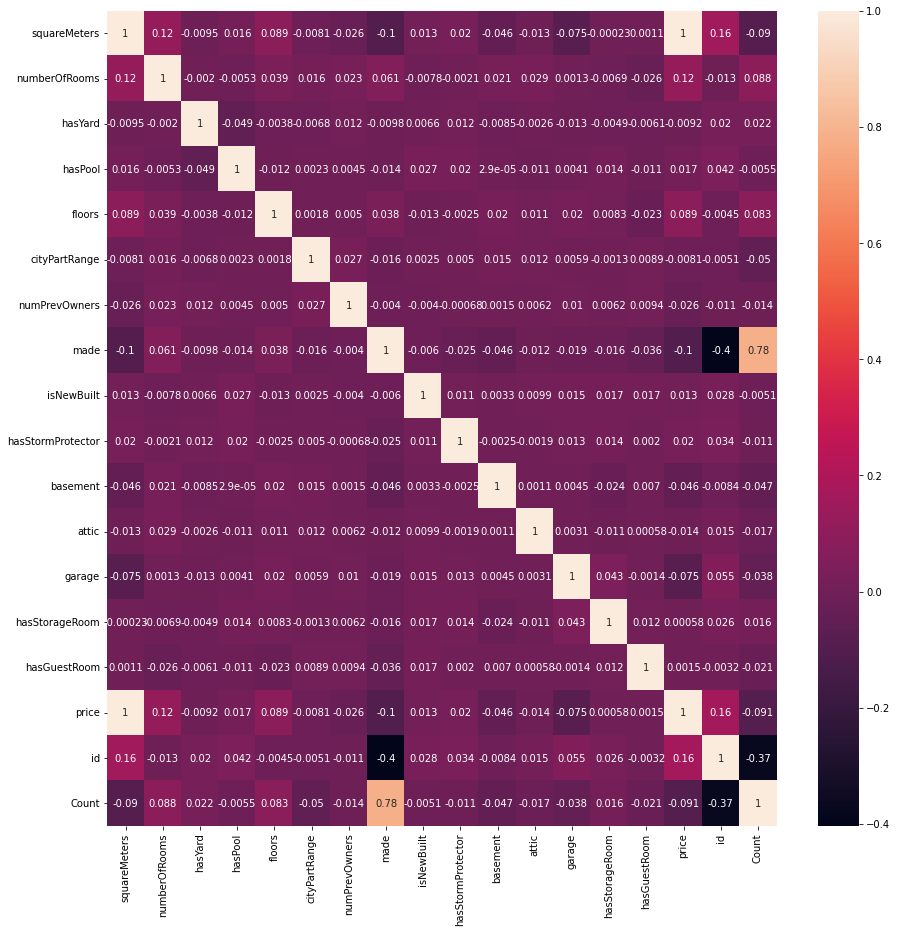 squareMeters 1 0.12 -0.0095 0.016 0.089 -0.0081 -0.026 -0.1 0.013 0.02 -0.046 -0.013 -0.075 -0.00023 0.0011 1 0.16 -0.09
numberOfRooms 0.12 1 -0.002 -0.0053 0.039 0.016 0.023 0.061 -0.0078 -0.0021 0.021 0.029 0.0013 -0.0069 -0.026 0.12 -0.013 0.088
hasYard -0.0095 -0.002 1 -0.049 -0.0038 -0.0068 0.012 -0.0098 0.0066 0.012 -0.0085 -0.0026 -0.013 -0.0049 -0.0061 -0.0092 0.02 0.022
hasPool 0.016 -0.0053 -0.049 1 -0.012 0.0023 0.0045 -0.014 0.027 0.02 2.9e-05 -0.011 0.0041 0.014 -0.011 0.017 0.042 -0.0055
floors 0.089 0.039 -0.0038 -0.012 1 0.0018 0.005 0.038 -0.013 -0.0025 0.02 0.011 0.02 0.0083 -0.023 0.089 -0.0045 0.083
cityPartRange -0.0081 0.016 -0.0068 0.0023 0.0018 1 0.027 -0.016 0.0025 0.005 0.015 0.012 0.0059 -0.0013 0.0089 -0.0081 -0.0051 -0.05
numPrevOwners -0.026 0.023 0.012 0.0045 0.005 0.027 1 -0.004 -0.004 -0.00068 0.0015 0.0062 0.01 0.0062 0.0094 -0.026 -0.011 -0.014
made -0.1 0.061 -0.0098 -0.014 0.038 -0.016 -0.004 1 -0.006 -0.025 -0.046 -0.012 -0.019 -0.016 -0.036 -0.1 -0.4 0.78
isNewBuilt 0.013 -0.0078 0.0066 0.027 -0.013 0.0025 -0.004 -0.006 1 0.011 0.0033 0.0099 0.015 0.017 0.017 0.013 0.028 -0.0051
hasStormProtector 0.02 -0.0021 0.012 0.02 -0.0025 0.005 -0.00068 -0.025 0.011 1 -0.0025 -0.0019 0.013 0.014 0.002 0.02 0.034 -0.011
basement -0.046 0.021 -0.0085 2.9e-05 0.02 0.015 0.0015 -0.046 0.0033 -0.0025 1 0.0011 0.0045 -0.024 0.007 -0.046 -0.0084 -0.047
attic -0.013 0.029 -0.0026 -0.011 0.011 0.012 0.0062 -0.012 0.0099 -0.0019 0.0011 1 0.0031 -0.011 0.00058 -0.014 0.015 -0.017
garage -0.075 0.0013 -0.013 0.0041 0.02 0.0059 0.01 -0.019 0.015 0.013 0.0045 0.0031 1 0.043 -0.0014 -0.075 0.055 -0.038
hasStorageRoom -0.00023 -0.0069 -0.0049 0.014 0.0083 -0.0013 0.0062 -0.016 0.017 0.014 -0.024 -0.011 0.043 1 0.012 0.00058 0.026 0.016
hasGuestRoom 0.0011 -0.026 -0.0061 -0.011 -0.023 0.0089 0.0094 -0.036 0.017 0.002 0.007 0.00058 -0.0014 0.012 1 0.0015 -0.0032 -0.021
price 1 0.12 -0.0092 0.017 0.089 -0.0081 -0.026 -0.1 0.013 0.02 -0.046 -0.014 -0.075 0.00058 0.0015 1 0.16 -0.091
id 0.16 -0.013 0.02 0.042 -0.0045 -0.0051 -0.011 -0.4 0.028 0.034 -0.0084 0.015 0.055 0.026 -0.0032 0.16 1 -0.37
Count -0.09 0.088 0.022 -0.0055 0.083 -0.05 -0.014 0.78 -0.0051 -0.011 -0.047 -0.017 -0.038 0.016 -0.021 -0.091 -0.37 1
squareMeters
numberOfRooms
hasYard
hasPool
floors
cityPartRange
numPrevOwners
made
isNewBuilt
hasStormProtector
basement
attic
garage
hasStorageRoom
hasGuestRoom
price
id
Count
1.0
0.8
0.6
0.4
0.2
0.0
−0.2
−0.4